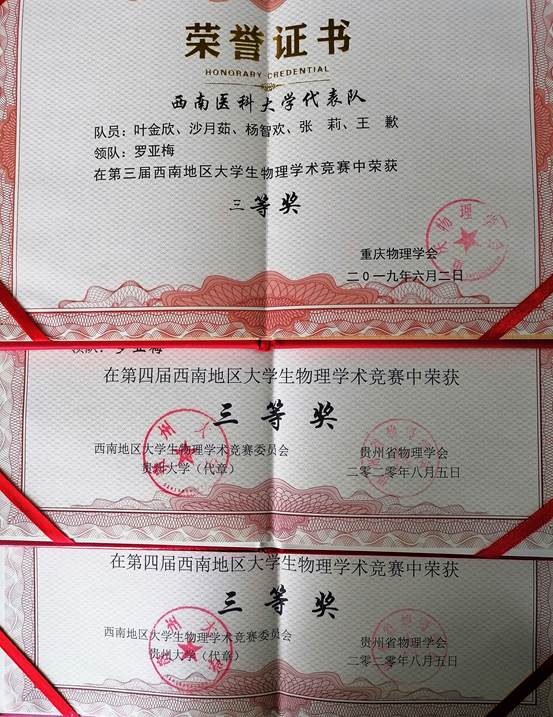 荣誉证书
HONORARY CREDENTIAL
西南医科大学代表队
队员：叶金欣、沙月茹、杨智欢、张　莉、王　歉
领队：罗亚梅
在第三届西南地区大学生物理学术竞赛中荣获
三等奖
重庆物理学会
二０一九年六月二日
领队：罗亚梅
在第四届西南地区大学生物理学术竞赛中荣获
三等奖
西南地区大学生物理学术竞赛委员会
贵州省物理学会
贵州大学（代章）
二〇二〇年八月五日
在第四届西南地区大学生物理学术竞赛中荣获
三等奖
西南地区大学生物理学术竞赛委员会
贵州省物理学会
贵州大学（代章）
二〇二〇年八月五日